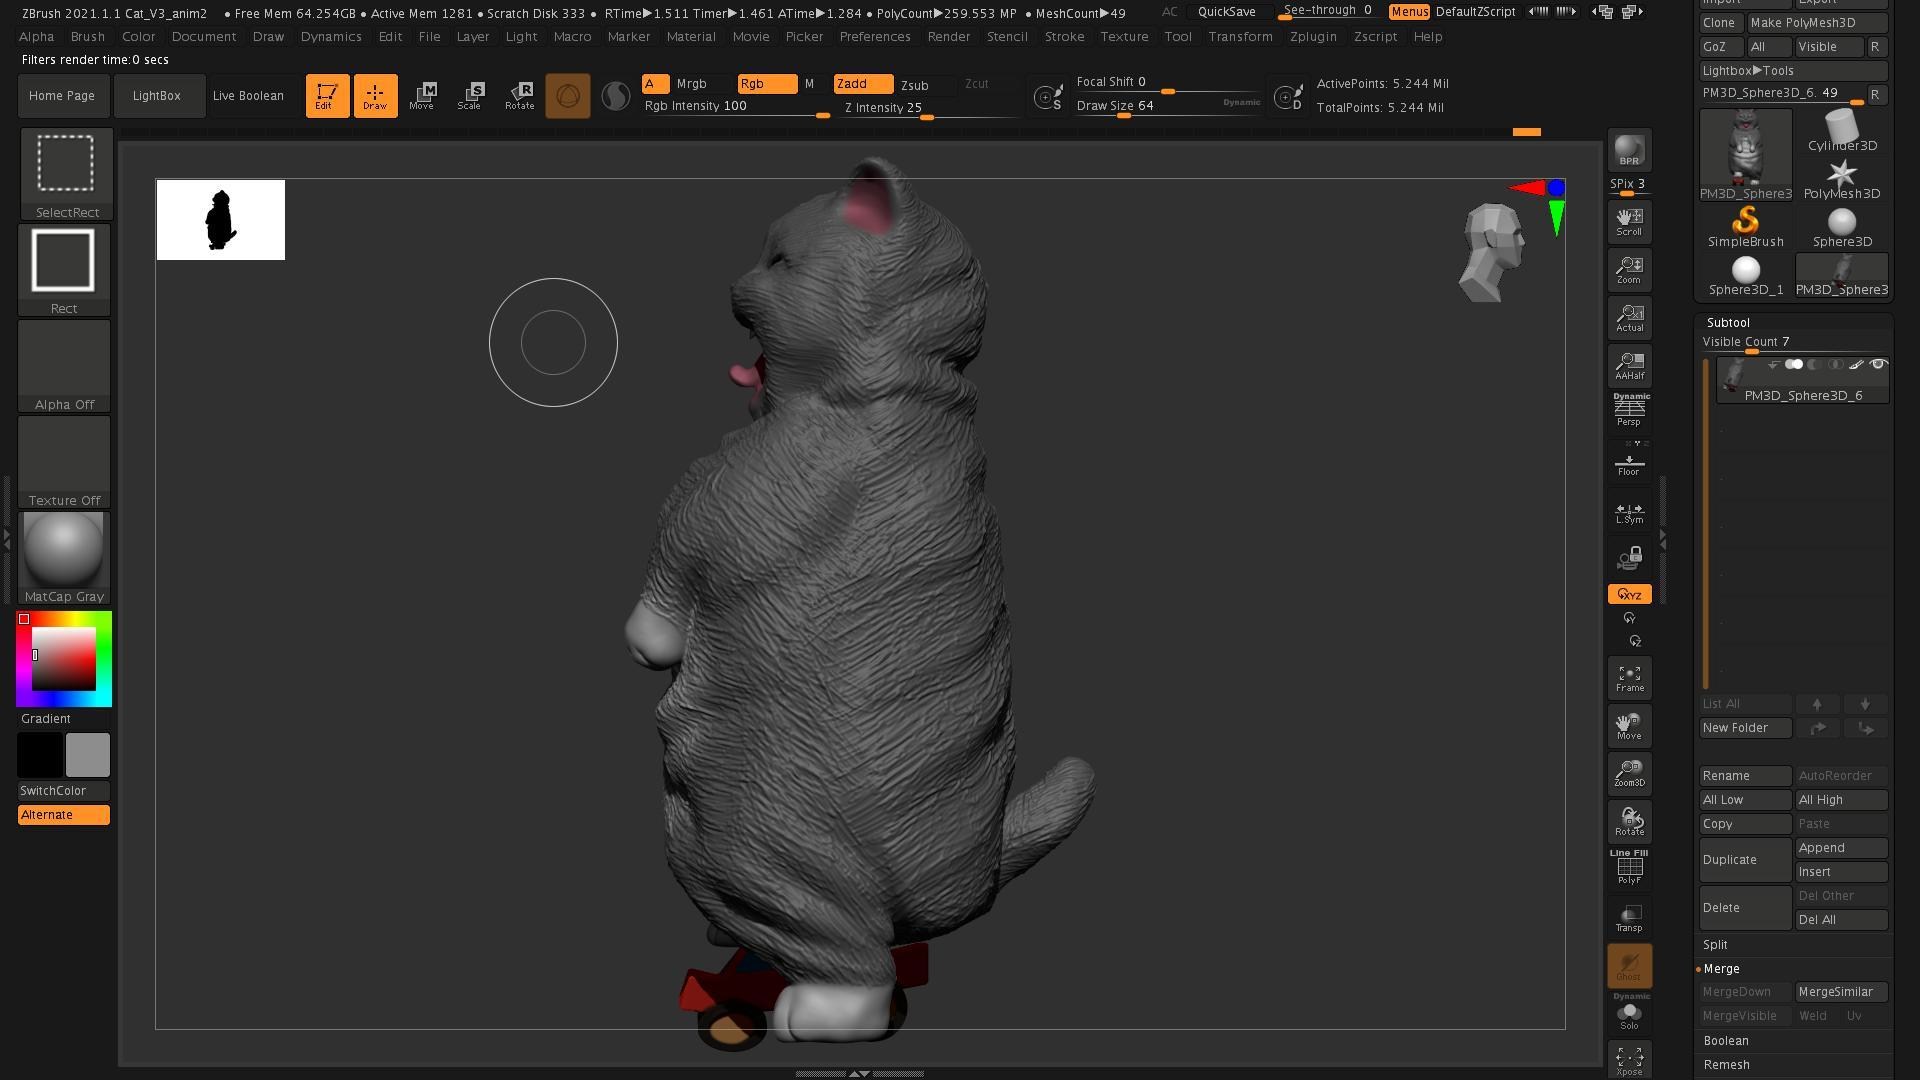 ZBrush 2021.1.1 Cat_V3_anim2 • Free Mem 64.254GB • Active Mem 1281 • Scratch Disk 333 • RTime▶1.511 Timer▶1.461 ATime▶1.284 • PolyCount▶259.553 MP • MeshCount▶49 AC QuickSave See-through 0 Menus DefaultZScript
Alpha Brush Color Document Draw Dynamics Edit File Layer Light Macro Marker Material Movie Picker Preferences Render Stencil Stroke Texture Tool Transform Zplugin Zscript Help
Filters render time:0 secs
Home Page LightBox Live Boolean Edit Draw Move Scale Rotate
M S R
A Mrgb Rgb M Zadd Zsub Zcut
Rgb Intensity 100 Z Intensity 25
S Focal Shift 0
Draw Size 64 Dynamic
D ActivePoints: 5.244 Mil
TotalPoints: 5.244 Mil
SelectRect
Rect
Alpha Off
Texture Off
MatCap Gray
Gradient
SwitchColor
Alternate
BPR
SPix 3
Scroll
Zoom
Actual
AAHalf
Dynamic
Persp
Floor
L.Sym
XYZ
Y
Z
Frame
Move
Zoom3D
Rotate
Line Fill
PolyF
Transp
Ghost
Dynamic
Solo
Xpose
Import Export
Clone Make PolyMesh3D
GoZ All Visible R
Lightbox▶Tools
PM3D_Sphere3D_6. 49 R
PM3D_Sphere3 Cylinder3D
PolyMesh3D
SimpleBrush Sphere3D
Sphere3D_1 PM3D_Sphere3
Subtool
Visible Count 7
PM3D_Sphere3D_6
List All
New Folder
Rename AutoReorder
All Low All High
Copy Paste
Duplicate Append
Insert
Delete Del Other
Del All
Split
Merge
MergeDown MergeSimilar
MergeVisible Weld Uv
Boolean
Remesh